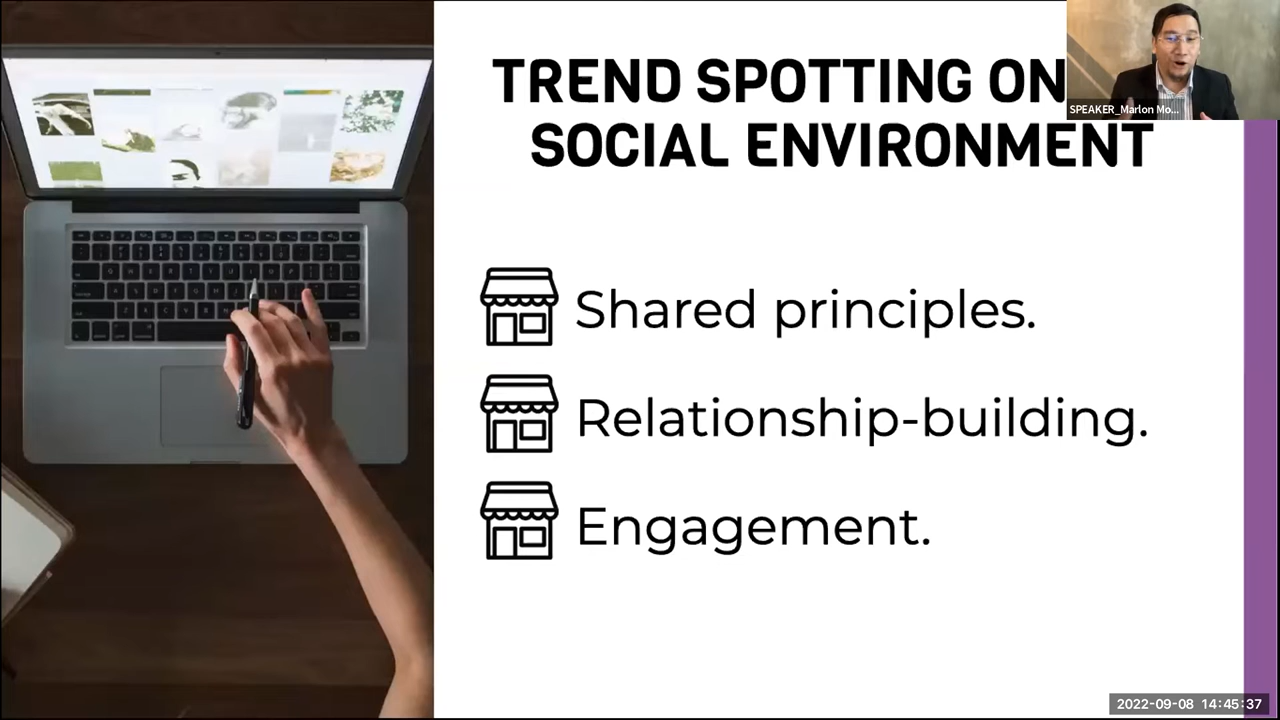 TREND SPOTTING ON
SOCIAL ENVIRONMENT
SPEAKER_Marlon Mo...
Shared principles.
Relationship-building.
Engagement.
2022-09-08 14:45:37